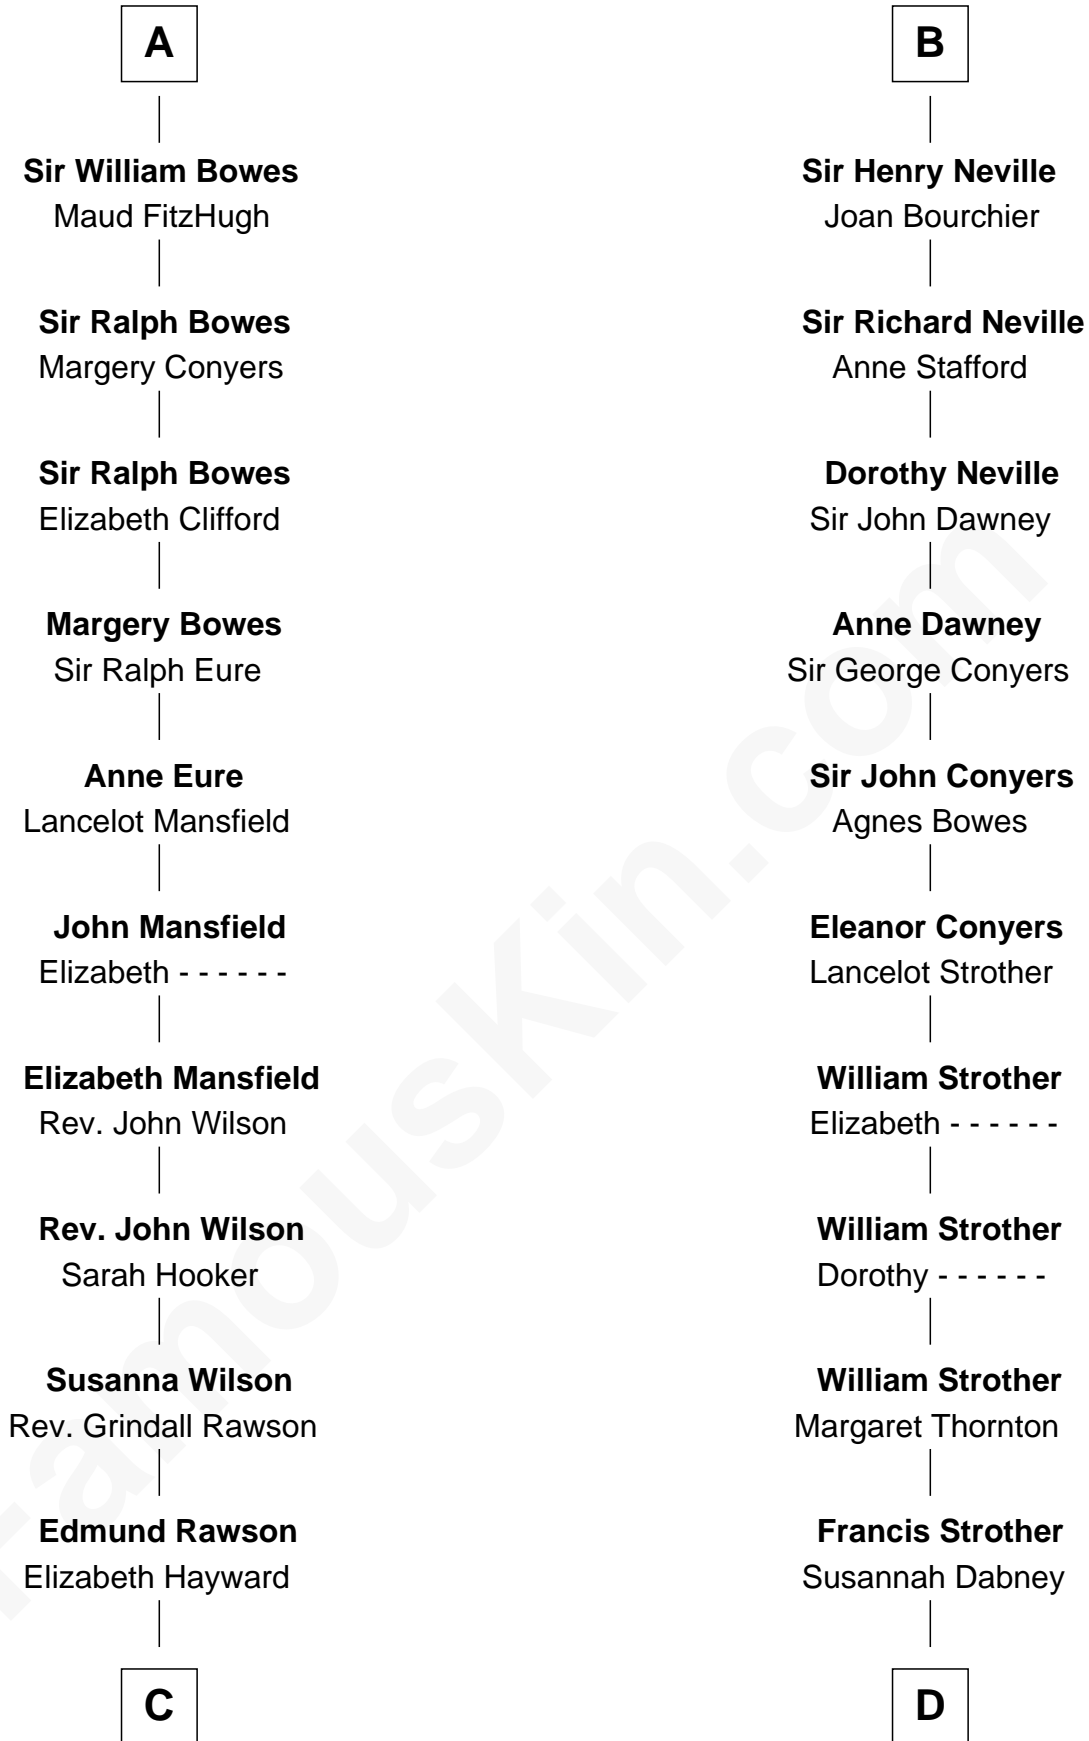 A
Sir William Bowes
Maud FitzHugh
Sir Ralph Bowes
Margery Conyers
Sir Ralph Bowes
Elizabeth Clifford
Margery Bowes
Sir Ralph Eure
Anne Eure
Lancelot Mansfield
John Mansfield
Elizabeth - - - - - -
Elizabeth Mansfield
Rev. John Wilson
Rev. John Wilson
Sarah Hooker
Susanna Wilson
Rev. Grindall Rawson
Edmund Rawson
Elizabeth Hayward
C
B
Sir Henry Neville
Joan Bourchier
Sir Richard Neville
Anne Stafford
Dorothy Neville
Sir John Dawney
Anne Dawney
Sir George Conyers
Sir John Conyers
Agnes Bowes
Eleanor Conyers
Lancelot Strother
William Strother
Elizabeth - - - - - -
William Strother
Dorothy - - - - - -
William Strother
Margaret Thornton
Francis Strother
Susannah Dabney
D
FamousKin.com